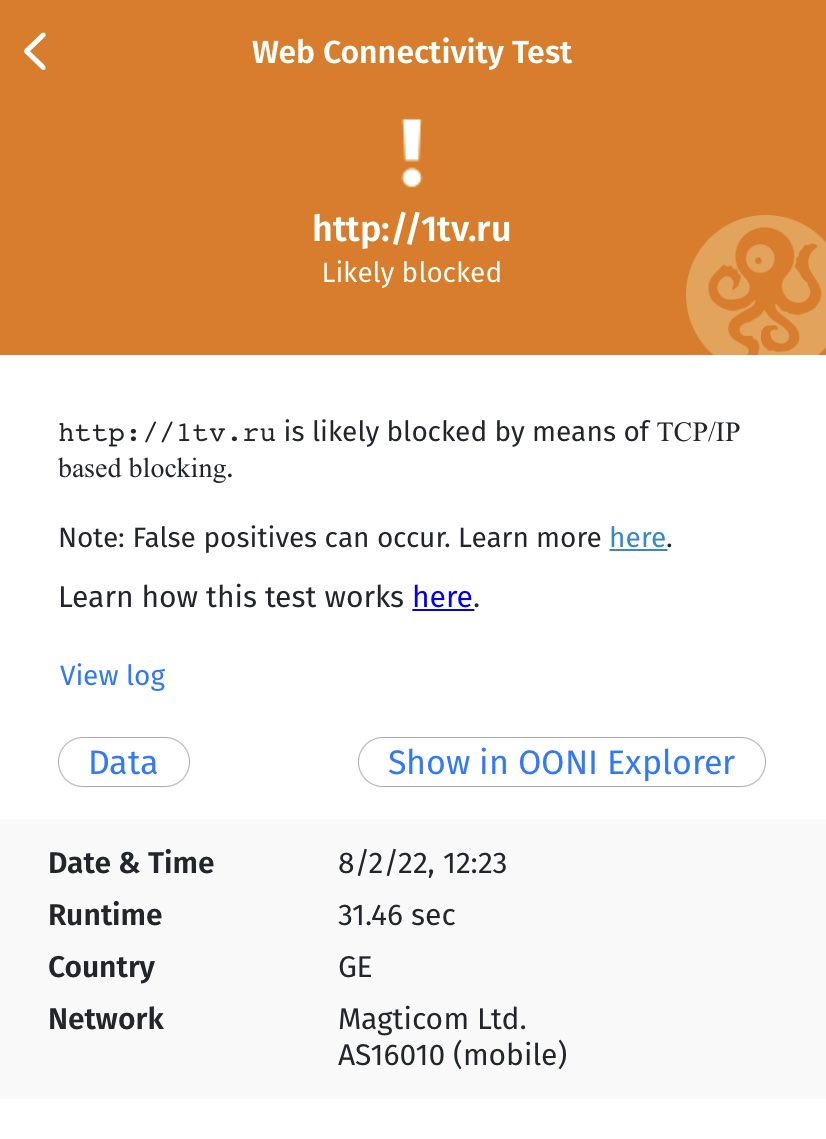 Web Connectivity Test
!
http://1tv.ru
Likely blocked
http://1tv.ru is likely blocked by means of TCP/IP
based blocking.
Note: False positives can occur. Learn more here.
Learn how this test works here.
View log
Data
Show in OONI Explorer
Date & Time 8/2/22, 12:23
Runtime 31.46 sec
Country GE
Network Magticom Ltd.
AS16010 (mobile)